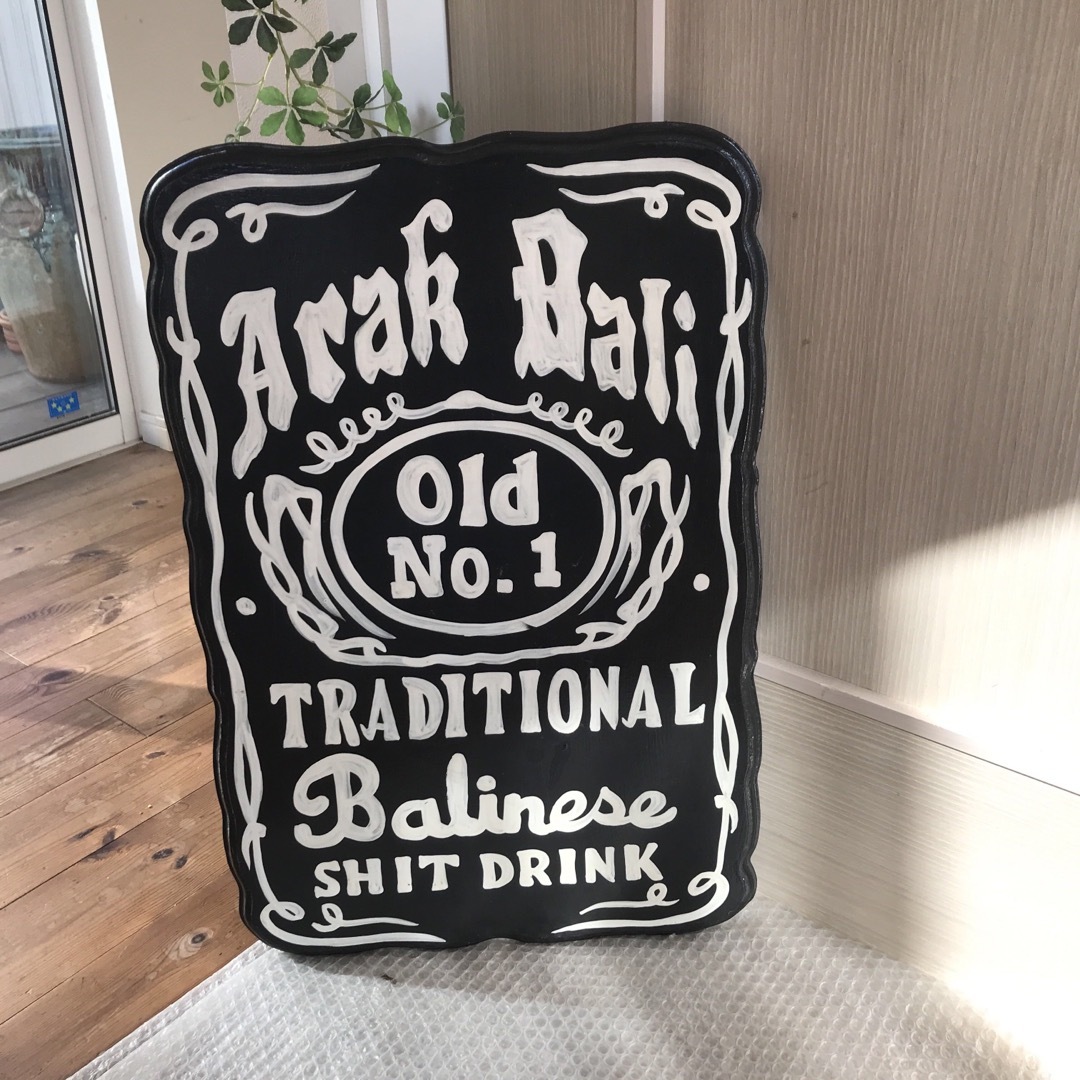 Arak Bali
Old
No. 1
TRADITIONAL
Balinese
SHIT DRINK